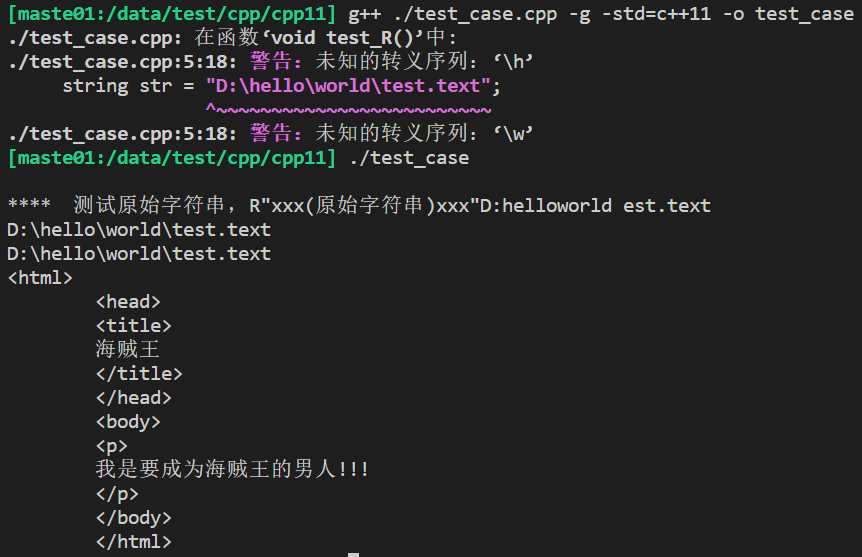 [maste01:/data/test/cpp/cpp11] g++ ./test_case.cpp -g -std=c++11 -o test_case
./test_case.cpp: 在函数‘void test_R()’中:
./test_case.cpp:5:18: 警告：未知的转义序列：‘\h’
     string str = "D:\hello\world\test.text";
                  ^~~~~~~~~~~~~~~~~~~~~~~~~~
./test_case.cpp:5:18: 警告：未知的转义序列：‘\w’
[maste01:/data/test/cpp/cpp11] ./test_case
****  测试原始字符串，R"xxx(原始字符串)xxx"D:helloworld est.text
D:\hello\world\test.text
D:\hello\world\test.text
<html>
        <head>
        <title>
        海贼王
        </title>
        </head>
        <body>
        <p>
        我是要成为海贼王的男人!!!
        </p>
        </body>
        </html>